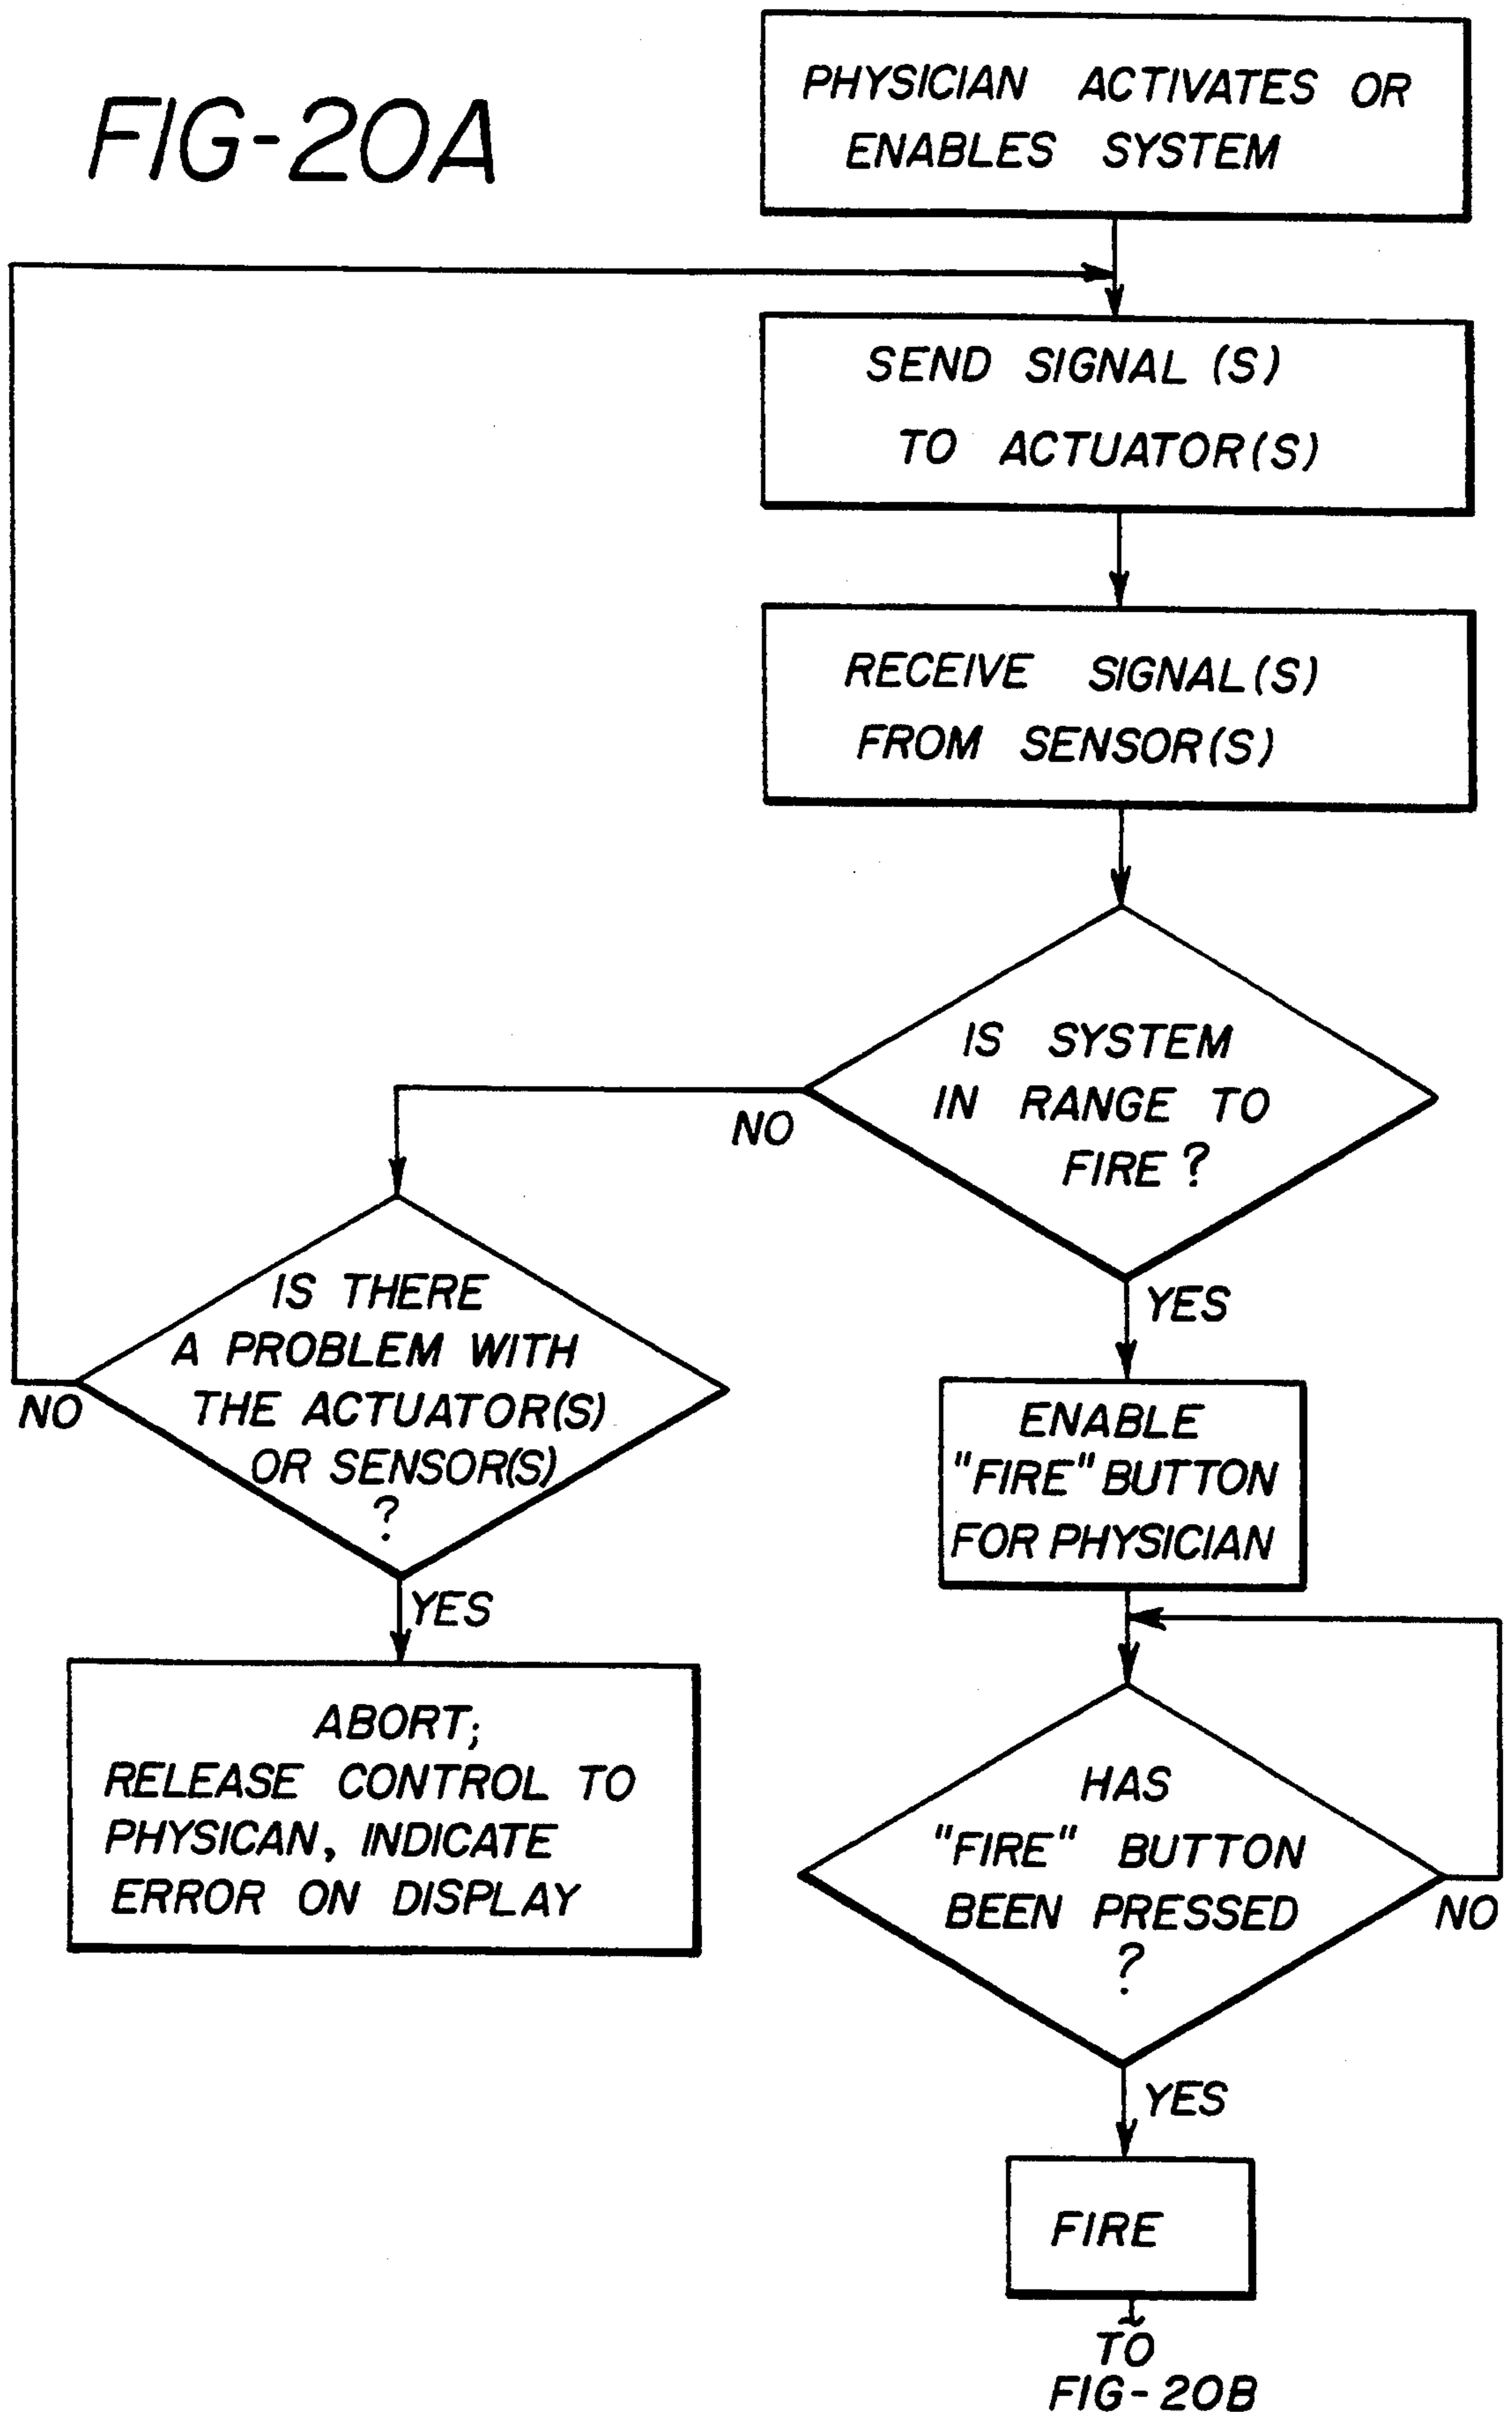 FIG-20A
PHYSICIAN ACTIVATES OR
ENABLES SYSTEM
SEND SIGNAL (S)
TO ACTUATOR(S)
RECEIVE SIGNAL(S)
FROM SENSOR(S)
IS SYSTEM
IN RANGE TO
FIRE ?
NO
YES
IS THERE
A PROBLEM WITH
THE ACTUATOR(S)
OR SENSOR(S)
?
NO
YES
ABORT;
RELEASE CONTROL TO
PHYSICAN, INDICATE
ERROR ON DISPLAY
ENABLE
"FIRE" BUTTON
FOR PHYSICIAN
HAS
"FIRE" BUTTON
BEEN PRESSED
?
NO
YES
FIRE
TO
FIG-20B